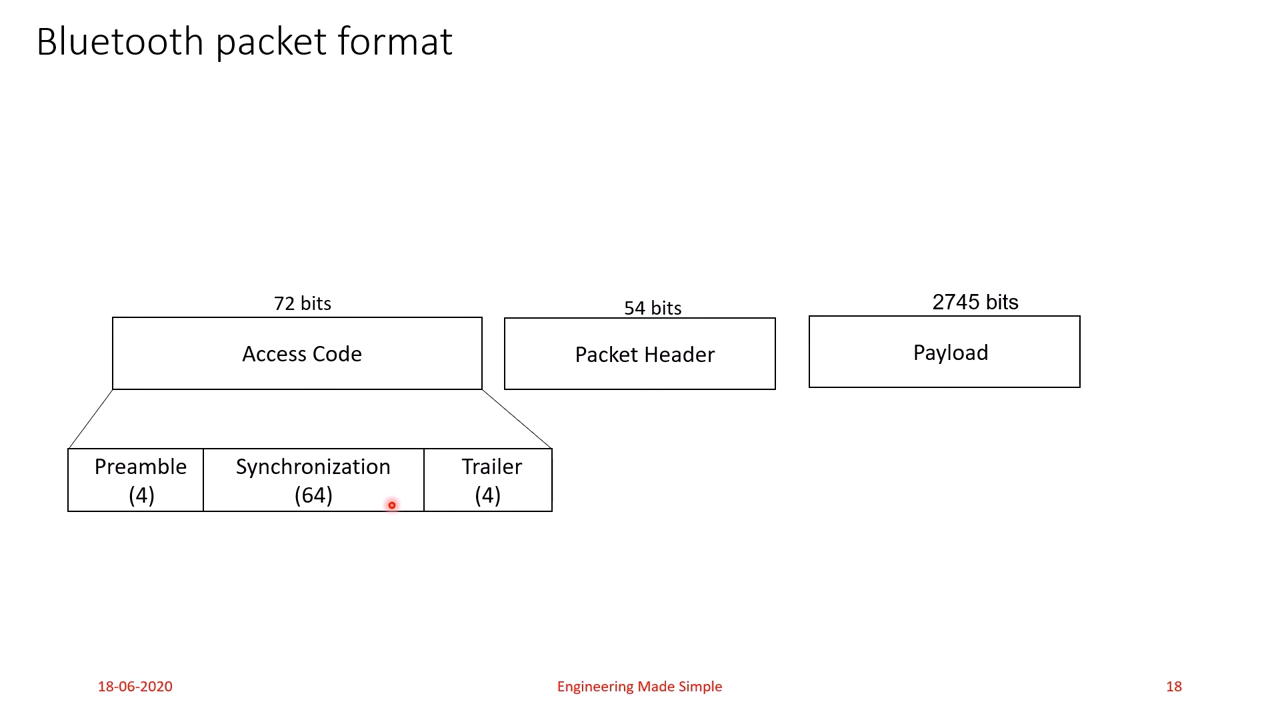 Bluetooth packet format
72 bits
54 bits
2745 bits
Access Code
Packet Header
Payload
Preamble
(4)
Synchronization
(64)
Trailer
(4)
18-06-2020
Engineering Made Simple
18